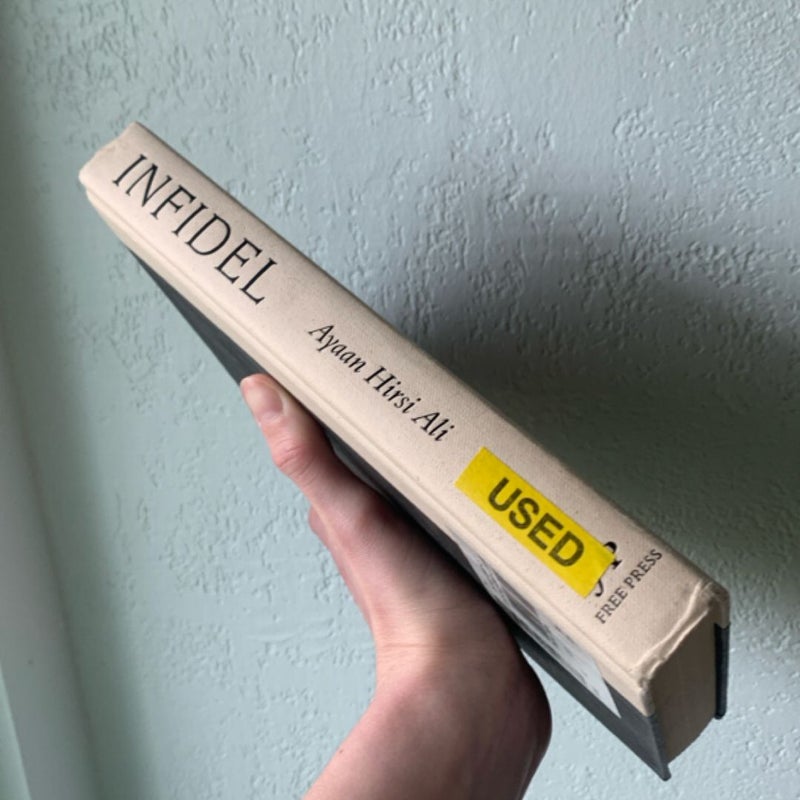 INFIDEL
Ayaan Hirsi Ali
USED
FREE PRESS